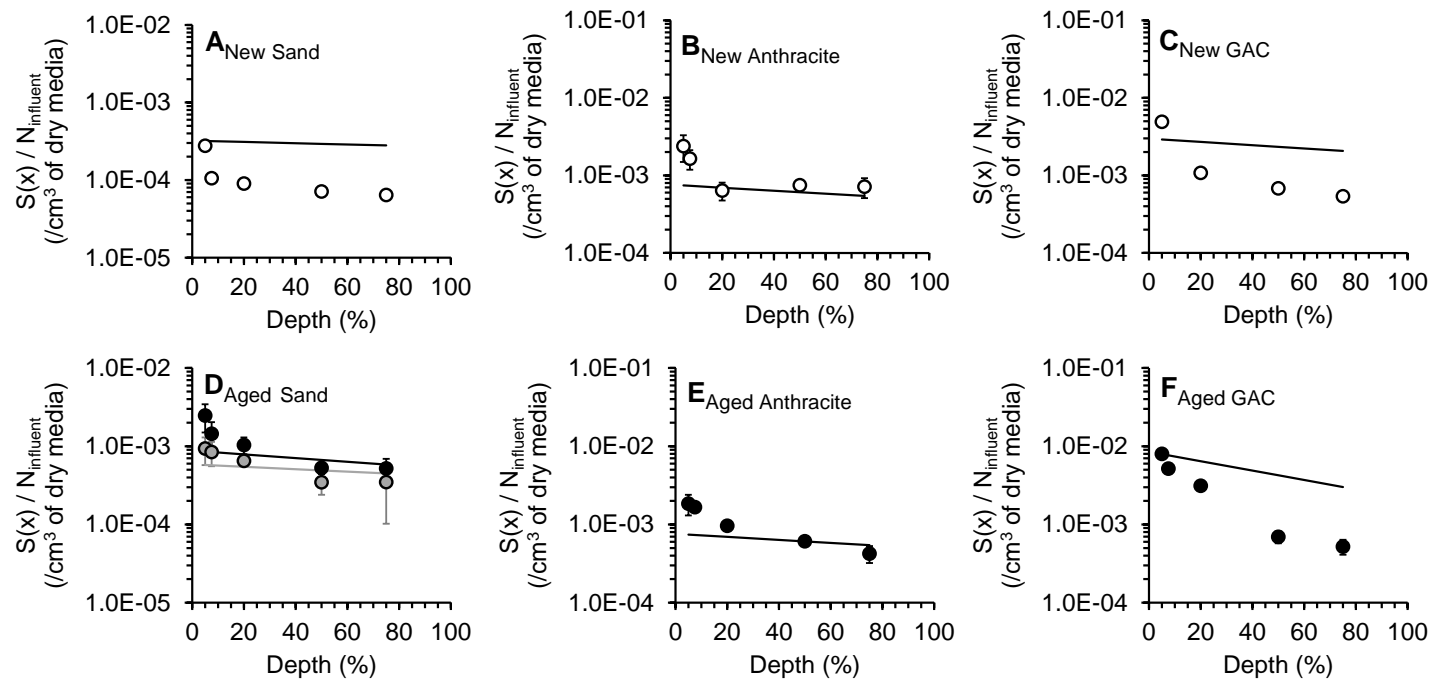 A New Sand
S(x) / Ninfluent
(/cm3 of dry media)
1.0E-02
1.0E-03
1.0E-04
1.0E-05
0 20 40 60 80 100
Depth (%)
B New Anthracite
S(x) / Ninfluent
(/cm3 of dry media)
1.0E-01
1.0E-02
1.0E-03
1.0E-04
0 20 40 60 80 100
Depth (%)
C New GAC
S(x) / Ninfluent
(/cm3 of dry media)
1.0E-01
1.0E-02
1.0E-03
1.0E-04
0 20 40 60 80 100
Depth (%)
D Aged Sand
S(x) / Ninfluent
(/cm3 of dry media)
1.0E-02
1.0E-03
1.0E-04
1.0E-05
0 20 40 60 80 100
Depth (%)
E Aged Anthracite
S(x) / Ninfluent
(/cm3 of dry media)
1.0E-01
1.0E-02
1.0E-03
1.0E-04
0 20 40 60 80 100
Depth (%)
F Aged GAC
S(x) / Ninfluent
(/cm3 of dry media)
1.0E-01
1.0E-02
1.0E-03
1.0E-04
0 20 40 60 80 100
Depth (%)